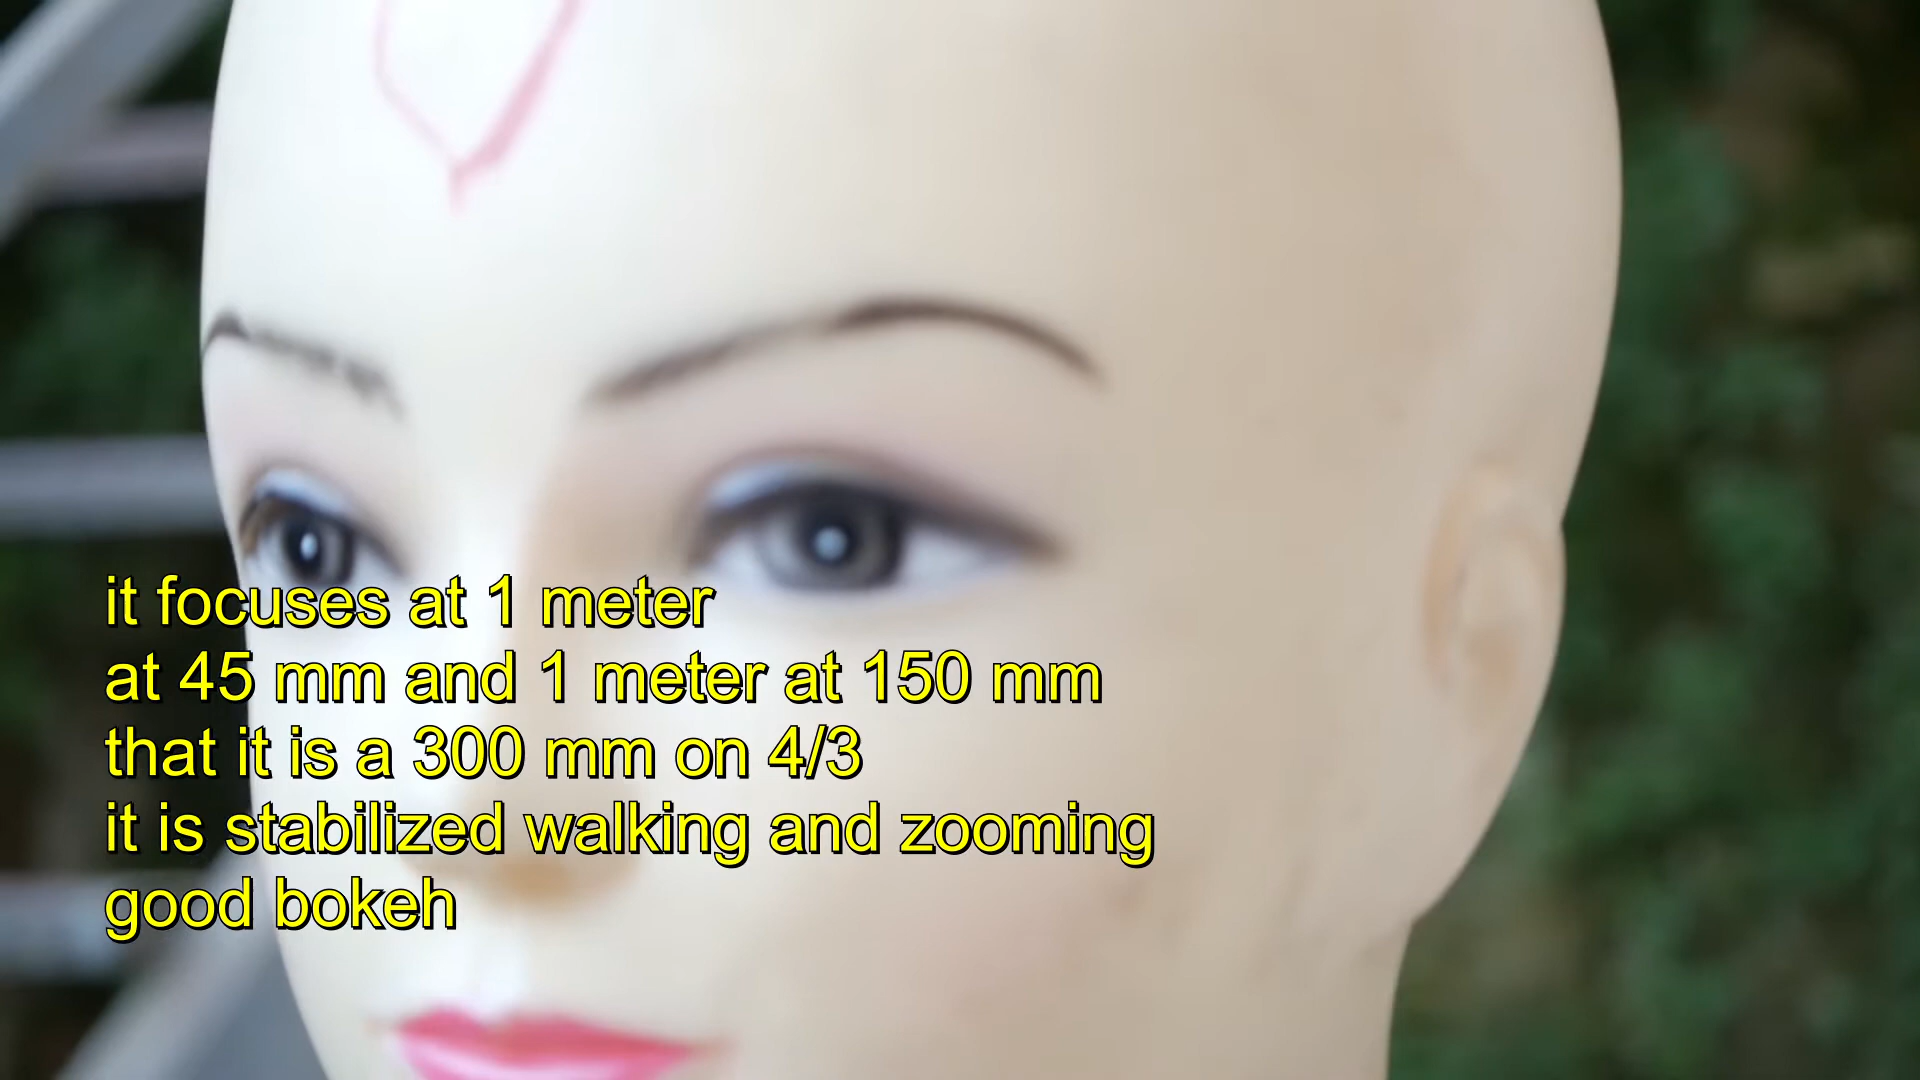 it focuses at 1 meter
at 45 mm and 1 meter at 150 mm
that it is a 300 mm on 4/3
it is stabilized walking and zooming
good bokeh